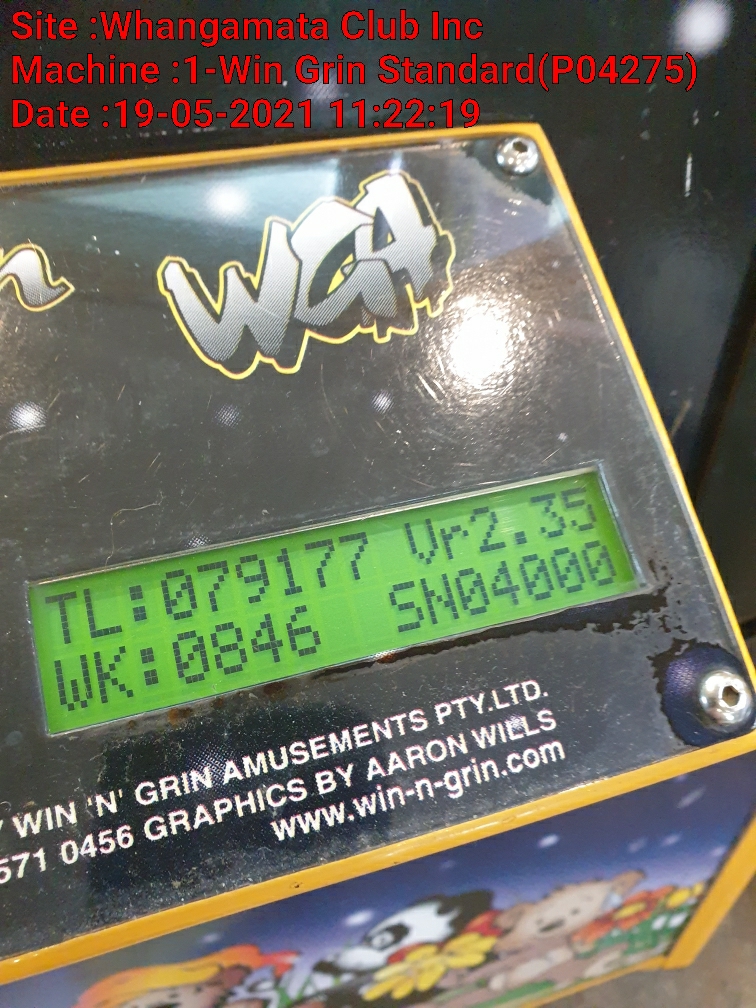 Site :Whangamata Club Inc
Machine :1-Win Grin Standard(P04275)
Date :19-05-2021 11:22:19
WGA
TL:079177 Vr2.35
WK:0846 SN04000
WIN 'N' GRIN AMUSEMENTS PTY.LTD.
571 0456 GRAPHICS BY AARON WILLS
www.win-n-grin.com